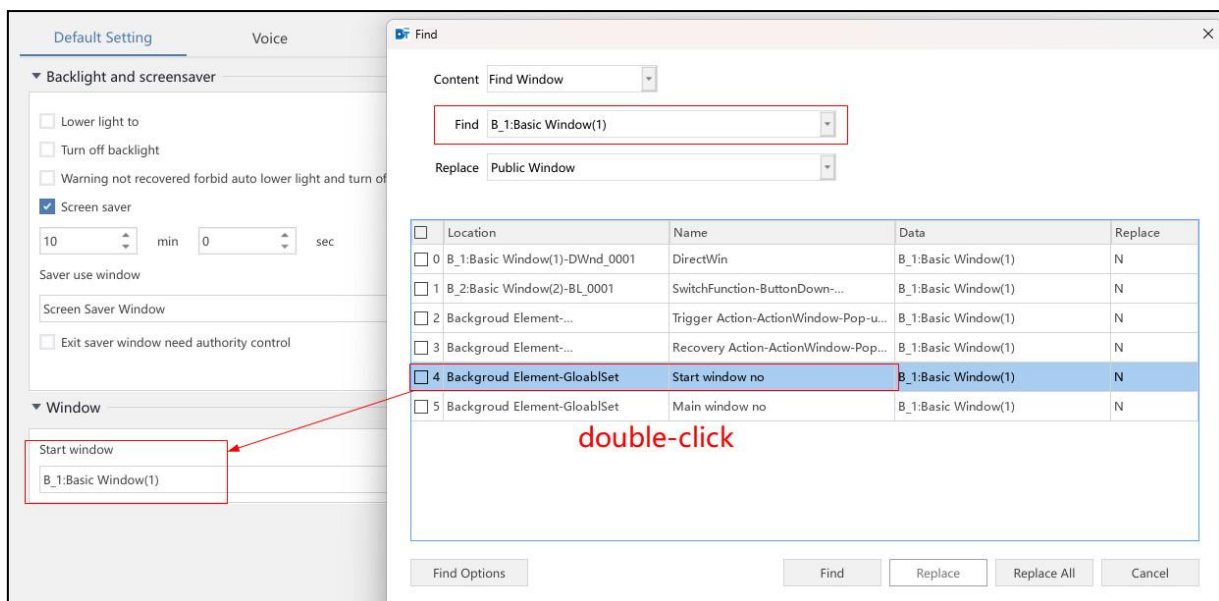 Default Setting
Voice
Backlight and screensaver
Lower light to
Turn off backlight
Warning not recovered forbid auto lower light and turn of
Screen saver
10 min 0 sec
Saver use window
Screen Saver Window
Exit saver window need authority control
Window
Start window
B_1:Basic Window(1)
Find
Content Find Window
Find B_1:Basic Window(1)
Replace Public Window
Location Name Data Replace
0 B_1:Basic Window(1)-DWnd_0001 DirectWin B_1:Basic Window(1) N
1 B_2:Basic Window(2)-BL_0001 SwitchFunction-ButtonDown-... B_1:Basic Window(1) N
2 Backgroud Element-... Trigger Action-ActionWindow-Pop-u... B_1:Basic Window(1) N
3 Backgroud Element-... Recovery Action-ActionWindow-Pop... B_1:Basic Window(1) N
4 Backgroud Element-GloablSet Start window no B_1:Basic Window(1) N
5 Backgroud Element-GloablSet Main window no B_1:Basic Window(1) N
double-click
Find Options Find Replace Replace All Cancel